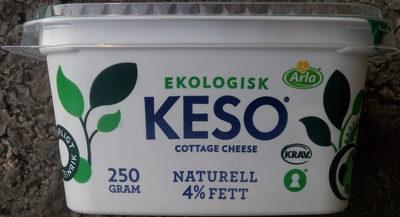 EKOLOGISK
Arla
KESO®
COTTAGE CHEESE
KRAV
250
GRAM
NATURELL
4% FETT